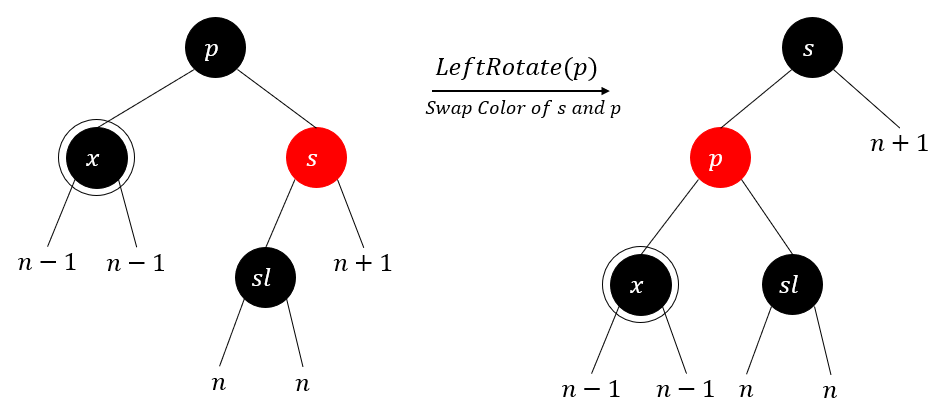 p
s
LeftRotate(p)
Swap Color of s and p
x
s
p
n + 1
n − 1
n − 1
sl
n + 1
x
sl
n
n
n − 1
n − 1
n
n